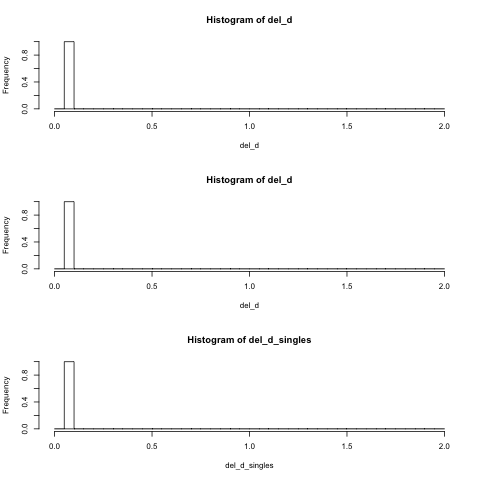 Histogram of del_d
Frequency
0.0 0.4 0.8
0.0 0.5 1.0 1.5 2.0
del_d
Histogram of del_d
Frequency
0.0 0.4 0.8
0.0 0.5 1.0 1.5 2.0
del_d
Histogram of del_d_singles
Frequency
0.0 0.4 0.8
0.0 0.5 1.0 1.5 2.0
del_d_singles